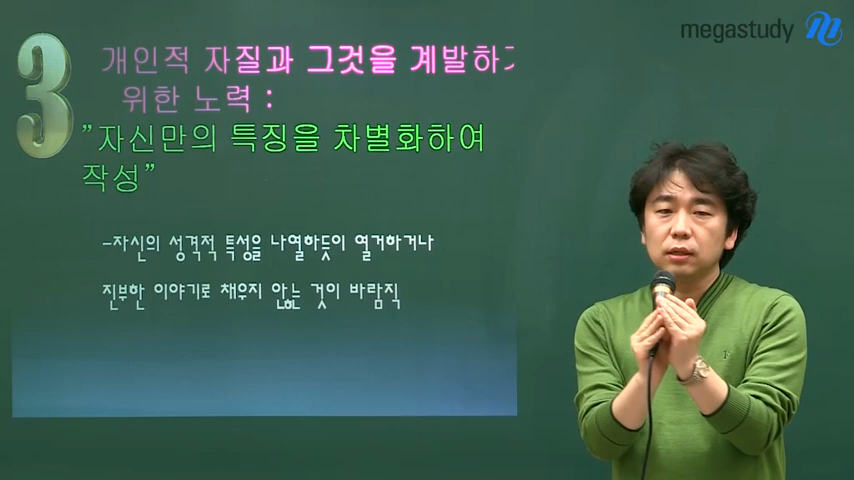 megastudy
3
개인적 자질과 그것을 계발하기
위한 노력 :
”자신만의 특징을 차별화하여
작성”
-자신의 성격적 특성을 나열하듯이 열거하거나
진부한 이야기로 채우지 않는 것이 바람직